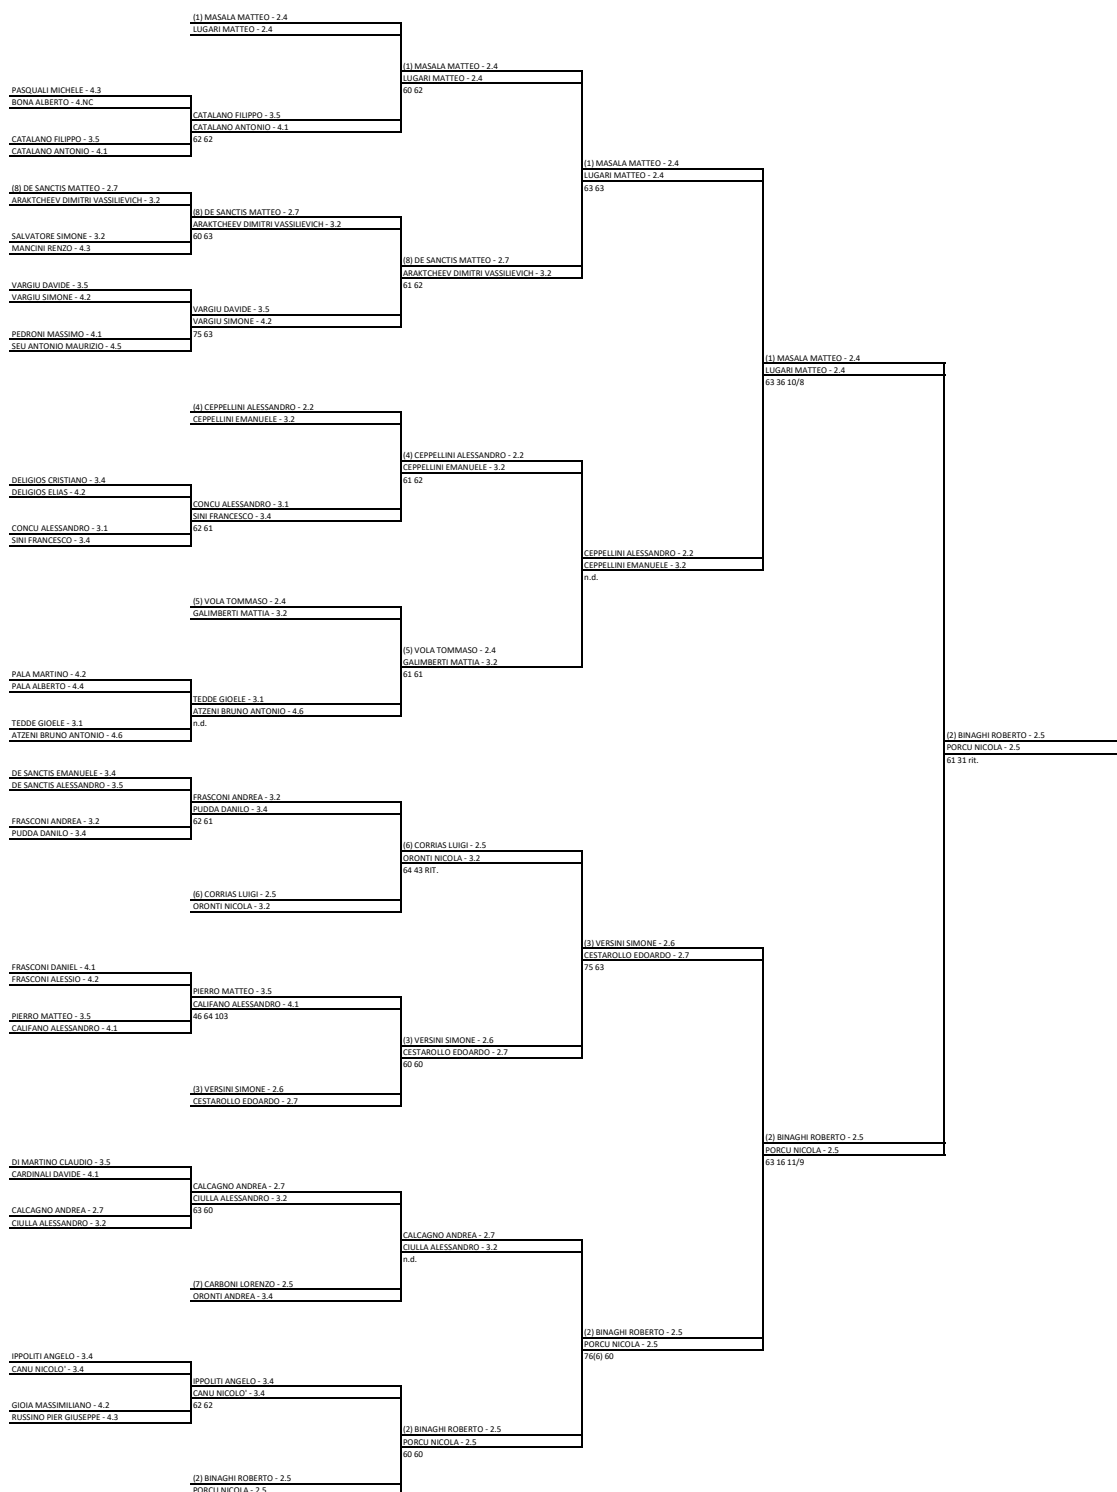 (1) MASALA MATTEO - 2.4
LUGARI MATTEO - 2.4
(1) MASALA MATTEO - 2.4
LUGARI MATTEO - 2.4
60 62
PASQUALI MICHELE - 4.3
BONA ALBERTO - 4.NC
CATALANO FILIPPO - 3.5
CATALANO ANTONIO - 4.1
62 62
CATALANO FILIPPO - 3.5
CATALANO ANTONIO - 4.1
(1) MASALA MATTEO - 2.4
LUGARI MATTEO - 2.4
63 63
(8) DE SANCTIS MATTEO - 2.7
ARAKTCHEEV DIMITRI VASSILIEVICH - 3.2
(8) DE SANCTIS MATTEO - 2.7
ARAKTCHEEV DIMITRI VASSILIEVICH - 3.2
60 63
SALVATORE SIMONE - 3.2
MANCINI RENZO - 4.3
(8) DE SANCTIS MATTEO - 2.7
ARAKTCHEEV DIMITRI VASSILIEVICH - 3.2
61 62
VARGIU DAVIDE - 3.5
VARGIU SIMONE - 4.2
VARGIU DAVIDE - 3.5
VARGIU SIMONE - 4.2
75 63
PEDRONI MASSIMO - 4.1
SEU ANTONIO MAURIZIO - 4.5
(1) MASALA MATTEO - 2.4
LUGARI MATTEO - 2.4
63 36 10/8
(4) CEPPELLINI ALESSANDRO - 2.2
CEPPELLINI EMANUELE - 3.2
(4) CEPPELLINI ALESSANDRO - 2.2
CEPPELLINI EMANUELE - 3.2
61 62
DELIGIOS CRISTIANO - 3.4
DELIGIOS ELIAS - 4.2
CONCU ALESSANDRO - 3.1
SINI FRANCESCO - 3.4
62 61
CONCU ALESSANDRO - 3.1
SINI FRANCESCO - 3.4
CEPPELLINI ALESSANDRO - 2.2
CEPPELLINI EMANUELE - 3.2
n.d.
(5) VOLA TOMMASO - 2.4
GALIMBERTI MATTIA - 3.2
(5) VOLA TOMMASO - 2.4
GALIMBERTI MATTIA - 3.2
61 61
PALA MARTINO - 4.2
PALA ALBERTO - 4.4
TEDDE GIOELE - 3.1
ATZENI BRUNO ANTONIO - 4.6
n.d.
TEDDE GIOELE - 3.1
ATZENI BRUNO ANTONIO - 4.6
(2) BINAGHI ROBERTO - 2.5
PORCU NICOLA - 2.5
61 31 rit.
DE SANCTIS EMANUELE - 3.4
DE SANCTIS ALESSANDRO - 3.5
FRASCONI ANDREA - 3.2
PUDDA DANILO - 3.4
62 61
FRASCONI ANDREA - 3.2
PUDDA DANILO - 3.4
(6) CORRIAS LUIGI - 2.5
ORONTI NICOLA - 3.2
64 43 RIT.
(6) CORRIAS LUIGI - 2.5
ORONTI NICOLA - 3.2
(3) VERSINI SIMONE - 2.6
CESTAROLLO EDOARDO - 2.7
75 63
FRASCONI DANIEL - 4.1
FRASCONI ALESSIO - 4.2
PIERRO MATTEO - 3.5
CALIFANO ALESSANDRO - 4.1
46 64 103
PIERRO MATTEO - 3.5
CALIFANO ALESSANDRO - 4.1
(3) VERSINI SIMONE - 2.6
CESTAROLLO EDOARDO - 2.7
60 60
(3) VERSINI SIMONE - 2.6
CESTAROLLO EDOARDO - 2.7
(2) BINAGHI ROBERTO - 2.5
PORCU NICOLA - 2.5
63 16 11/9
DI MARTINO CLAUDIO - 3.5
CARDINALI DAVIDE - 4.1
CALCAGNO ANDREA - 2.7
CIULLA ALESSANDRO - 3.2
63 60
CALCAGNO ANDREA - 2.7
CIULLA ALESSANDRO - 3.2
CALCAGNO ANDREA - 2.7
CIULLA ALESSANDRO - 3.2
n.d.
(7) CARBONI LORENZO - 2.5
ORONTI ANDREA - 3.4
(2) BINAGHI ROBERTO - 2.5
PORCU NICOLA - 2.5
76(6) 60
IPPOLITI ANGELO - 3.4
CANU NICOLO' - 3.4
IPPOLITI ANGELO - 3.4
CANU NICOLO' - 3.4
62 62
GIOIA MASSIMILIANO - 4.2
RUSSINO PIER GIUSEPPE - 4.3
(2) BINAGHI ROBERTO - 2.5
PORCU NICOLA - 2.5
60 60
(2) BINAGHI ROBERTO - 2.5
PORCU NICOLA - 2.5